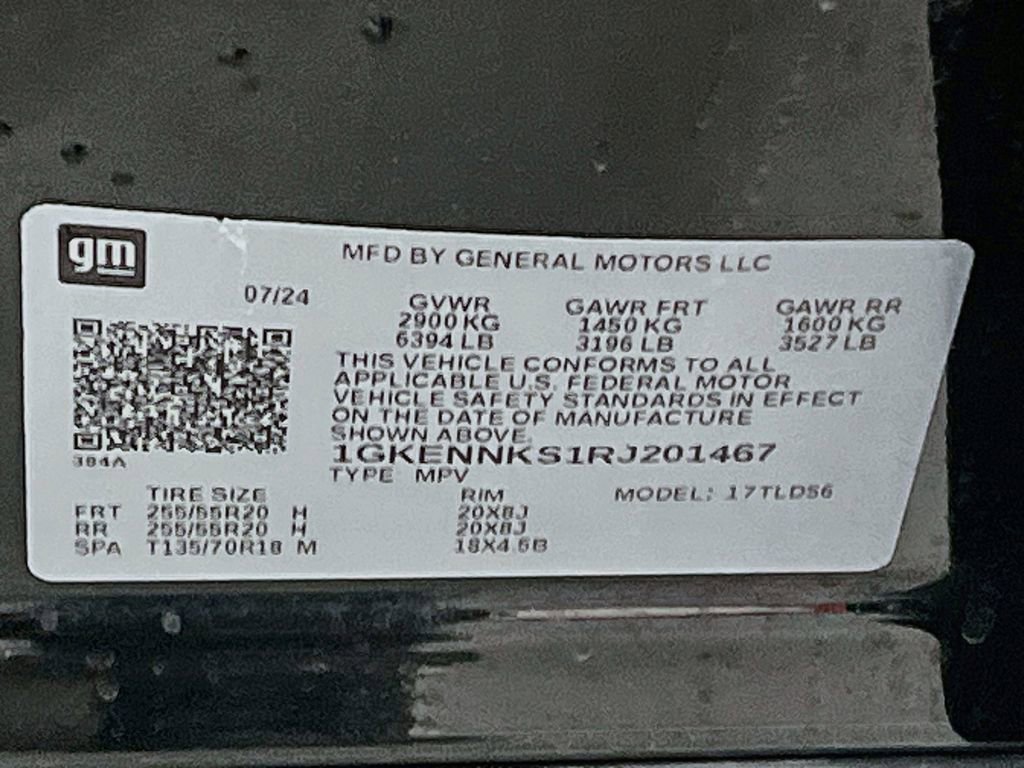 gm
MFD BY GENERAL MOTORS LLC
07/24
GVWR GAWR FRT GAWR RR
2900 KG 1450 KG 1600 KG
6394 LB 3196 LB 3527 LB
THIS VEHICLE CONFORMS TO ALL
APPLICABLE U.S. FEDERAL MOTOR
VEHICLE SAFETY STANDARDS IN EFFECT
ON THE DATE OF MANUFACTURE
SHOWN ABOVE.
1GKENNKS1RJ201467
TYPE MPV
384A
TIRE SIZE RIM MODEL: 17TLD56
FRT 255/55R20 H 20X8J
RR 255/55R20 H 20X8J
SPA T135/70R18 M 18X4.5B